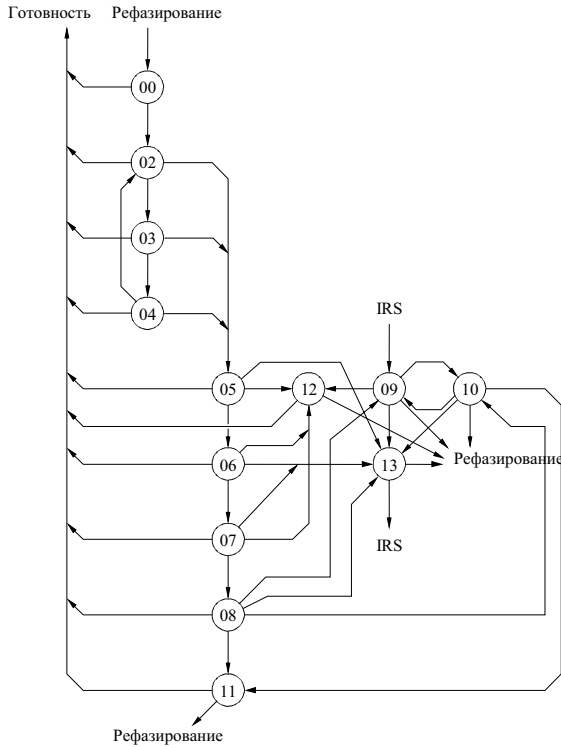 Готовность
Рефазирование
00
02
03
04
IRS
05
12
09
10
06
13
Рефазирование
07
IRS
08
11
Рефазирование